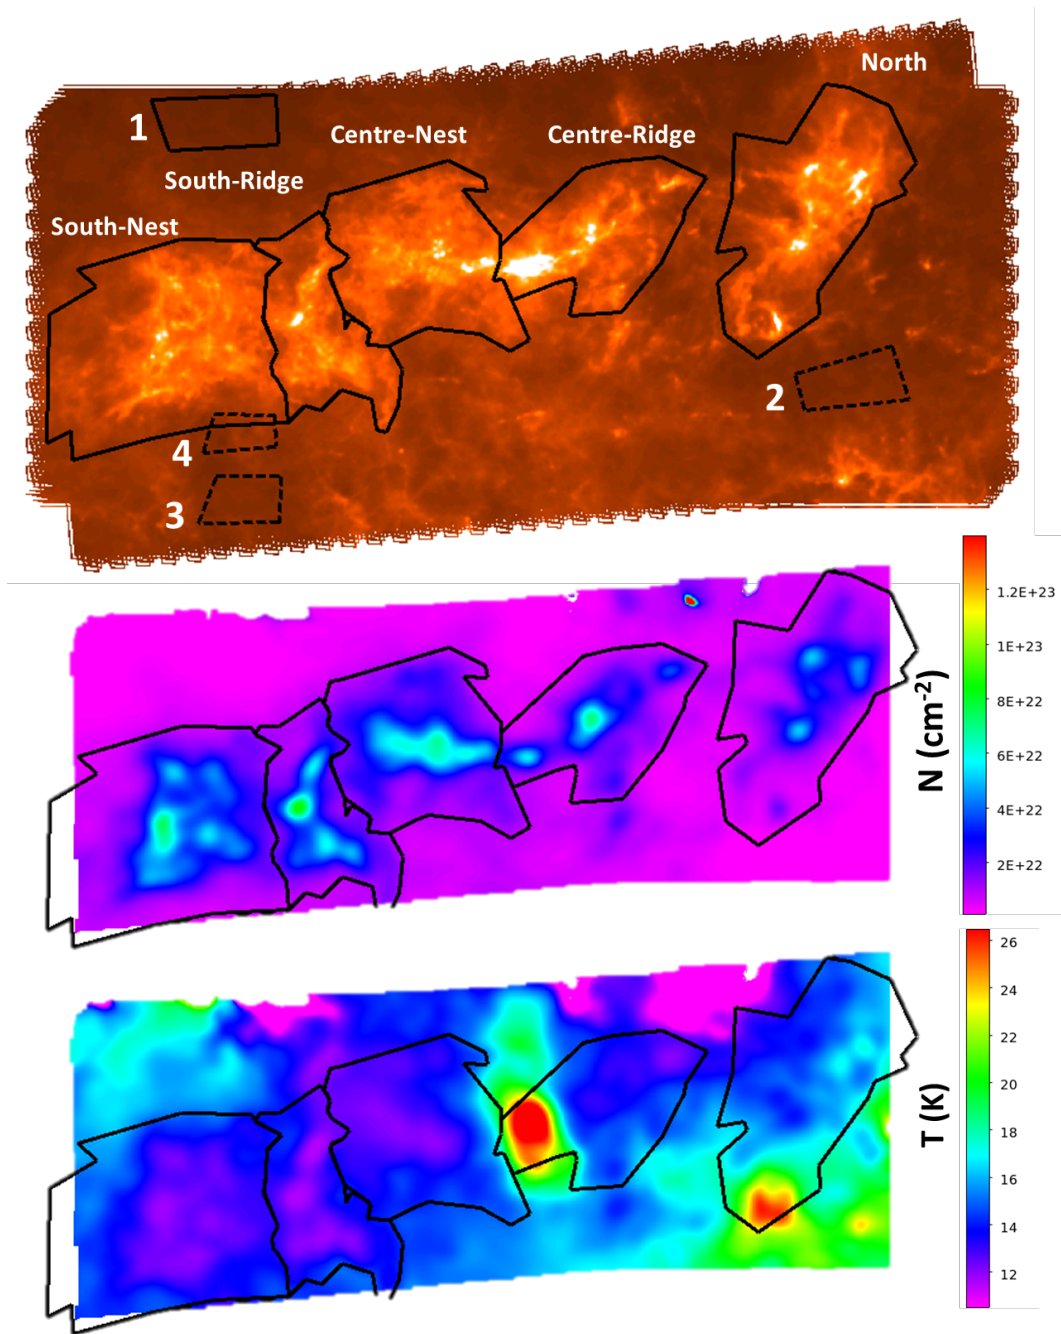 North
1
Centre-Nest
Centre-Ridge
South-Ridge
South-Nest
2
4
3
1.2E+23
1E+23
8E+22
6E+22
4E+22
2E+22
N (cm-2)
26
24
22
20
18
16
14
12
T (K)